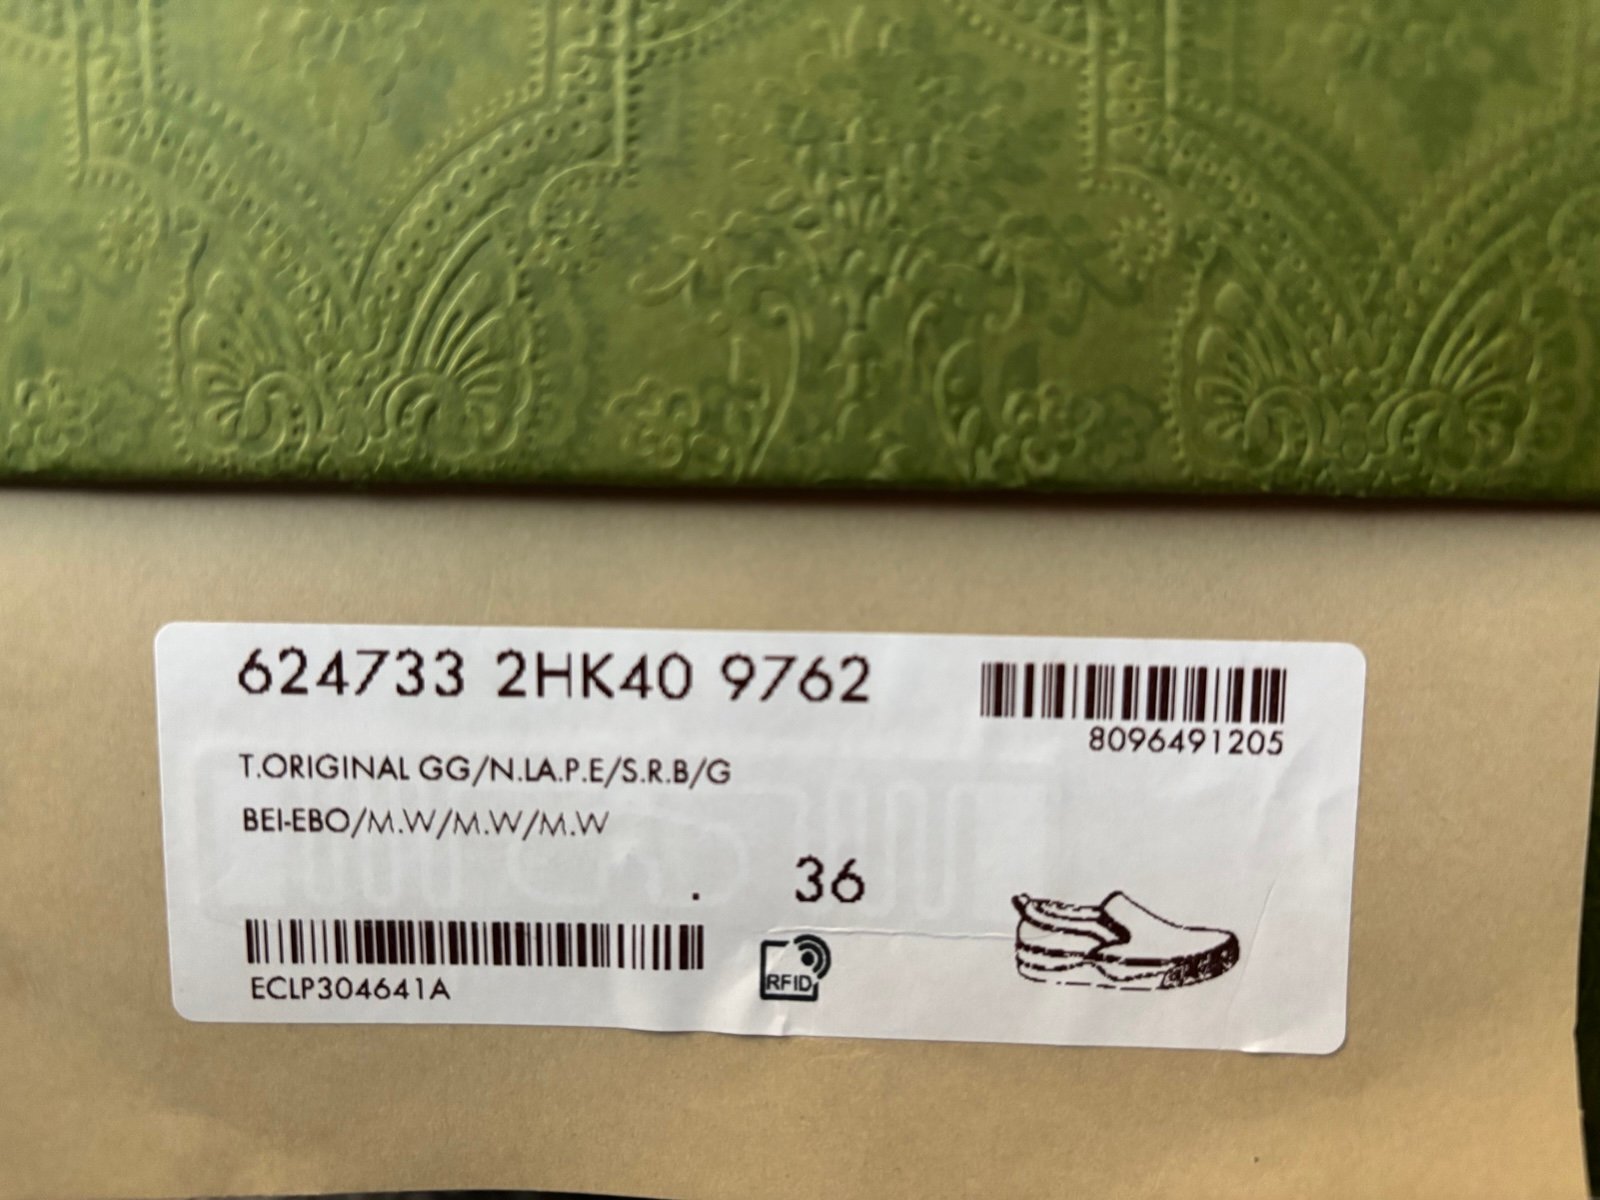 624733 2HK40 9762
8096491205
T.ORIGINAL GG/N.LA.P.E/S.R.B/G
BEI-EBO/M.W/M.W/M.W
. 36
ECLP304641A
RFID